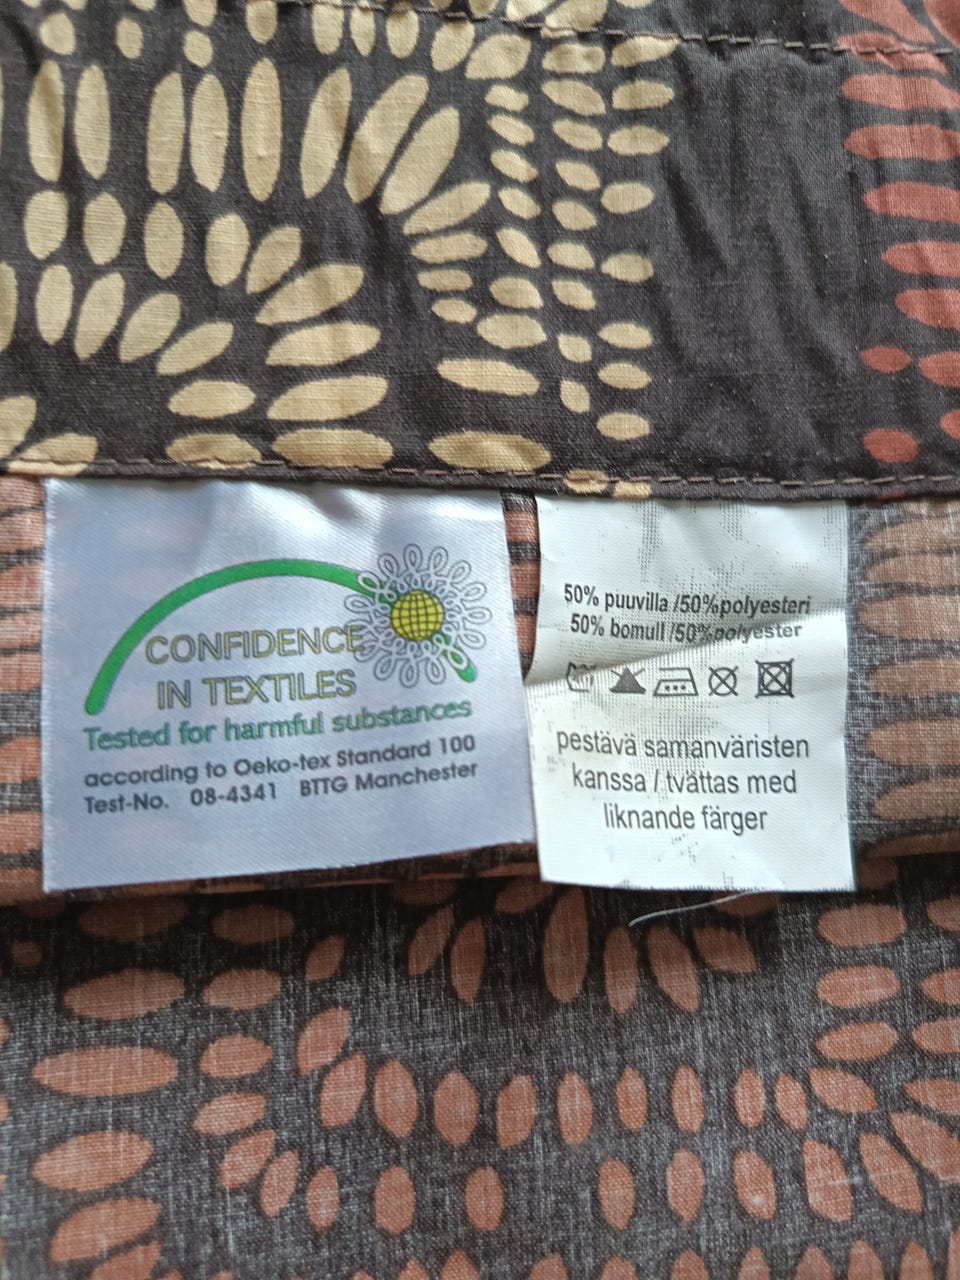 CONFIDENCE
IN TEXTILES
Tested for harmful substances
according to Oeko-tex Standard 100
Test-No. 08-4341 BTTG Manchester
50% puuvilla /50%polyesteri
50% bomull /50%polyester
pestävä samanväristen
kanssa / tvättas med
liknande färger